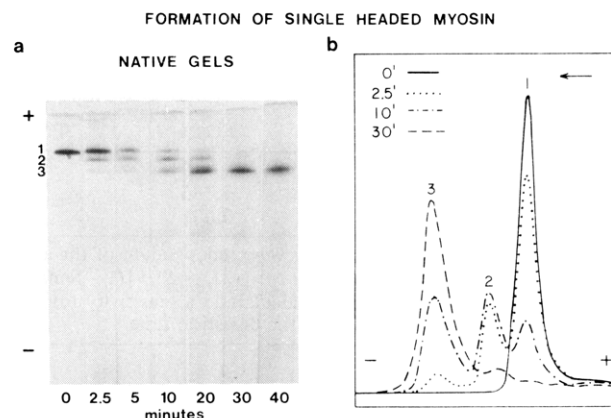 FORMATION OF SINGLE HEADED MYOSIN
a
NATIVE GELS
+
1
2
3
−
0 2.5 5 10 20 30 40
minutes
b
0'
2.5'
10'
30'
1
3
2
− +